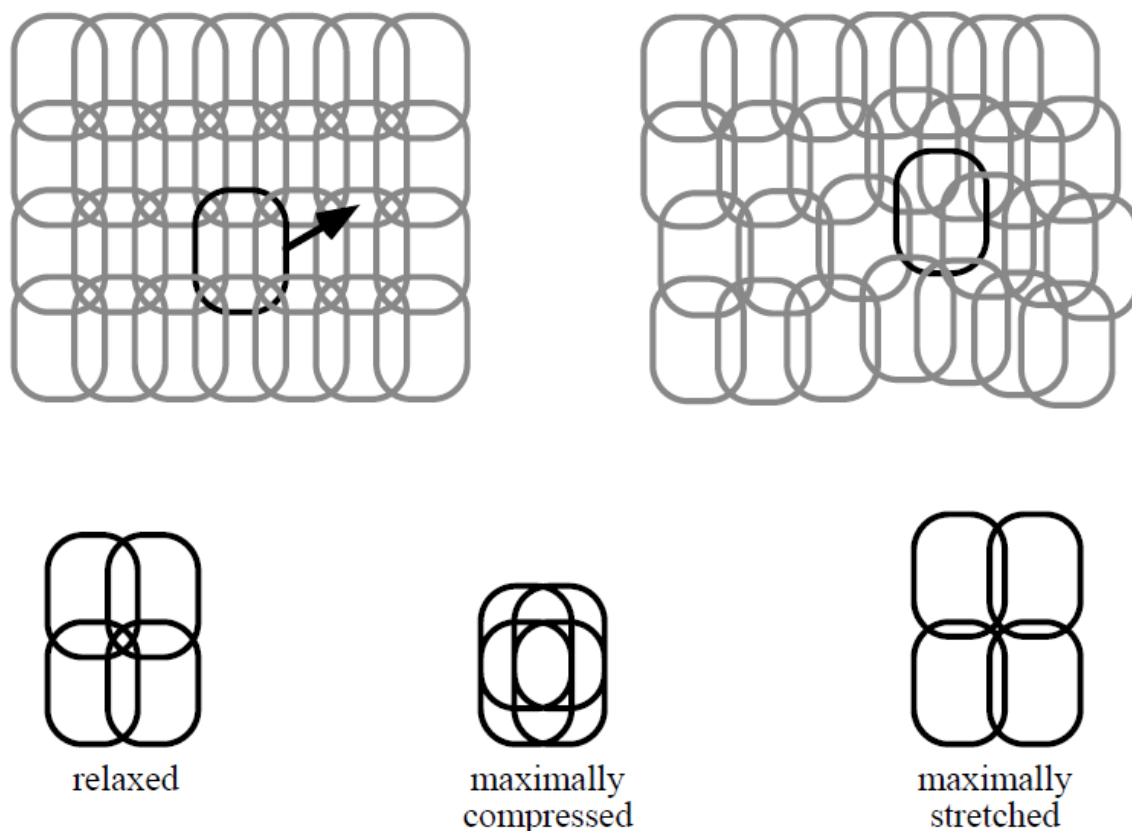 relaxed
maximally
compressed
maximally
stretched